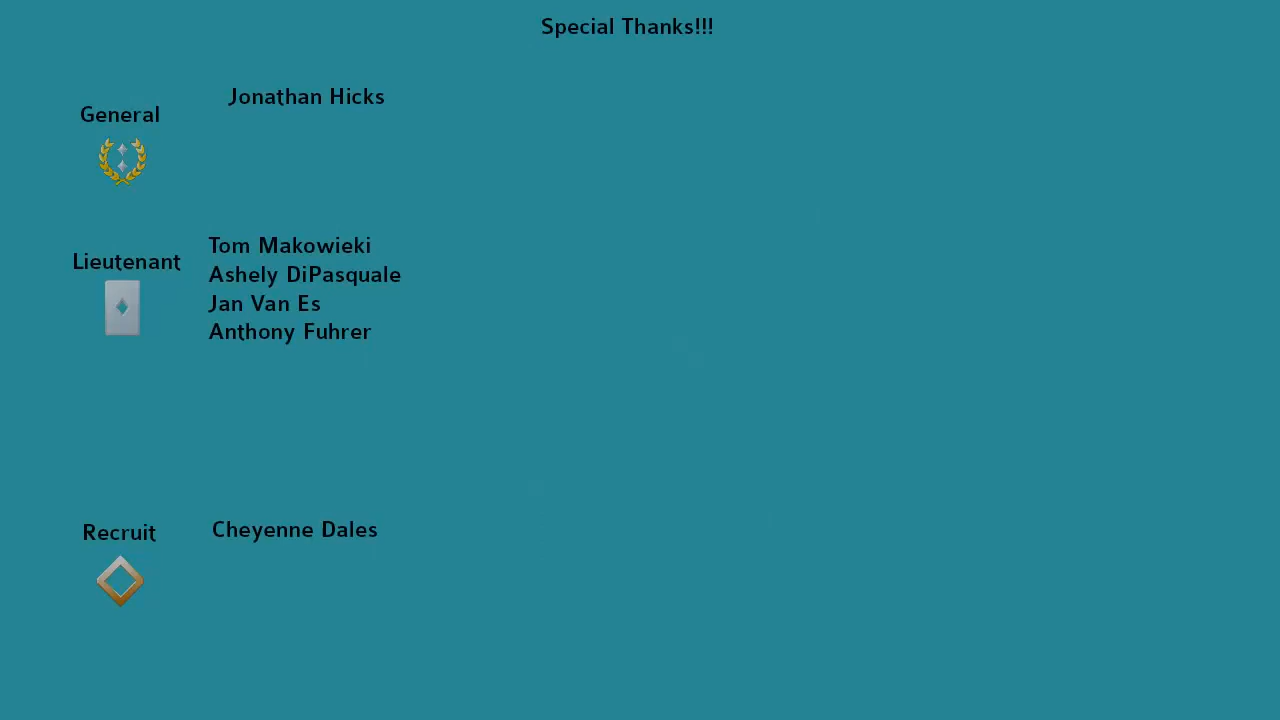 Special Thanks!!!
General
Jonathan Hicks
Lieutenant
Tom Makowieki
Ashely DiPasquale
Jan Van Es
Anthony Fuhrer
Recruit
Cheyenne Dales